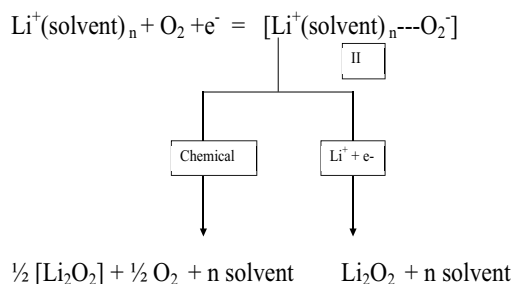 Li⁺(solvent)ₙ + O₂ +e⁻ = [Li⁺(solvent)ₙ---O₂⁻]
II
Chemical Li⁺ + e-
½ [Li₂O₂] + ½ O₂ + n solvent Li₂O₂ + n solvent